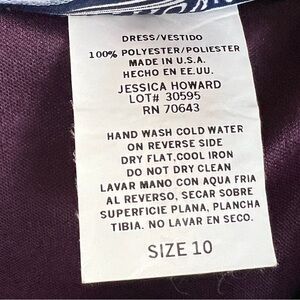 DRESS/VESTIDO
100% POLYESTER/POLIESTER
MADE IN U.S.A.
HECHO EN EE.UU.
JESSICA HOWARD
LOT# 30595
RN 70643
HAND WASH COLD WATER
ON REVERSE SIDE
DRY FLAT,COOL IRON
DO NOT DRY CLEAN
LAVAR MANO CON AQUA FRIA
AL REVERSO, SECAR SOBRE
SUPERFICIE PLANA, PLANCHA
TIBIA. NO LAVAR EN SECO.
SIZE 10